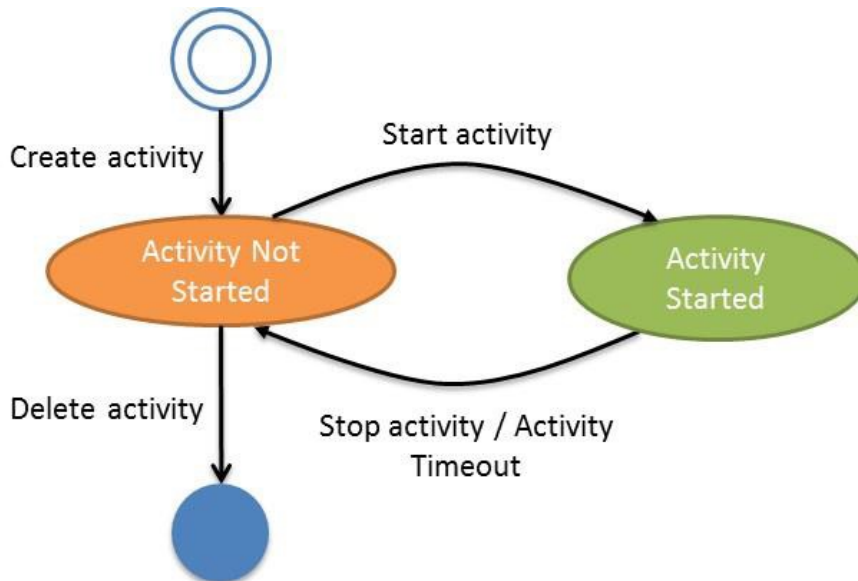 Start activity
Create activity
Activity Not
Started
Activity
Started
Delete activity
Stop activity / Activity
Timeout